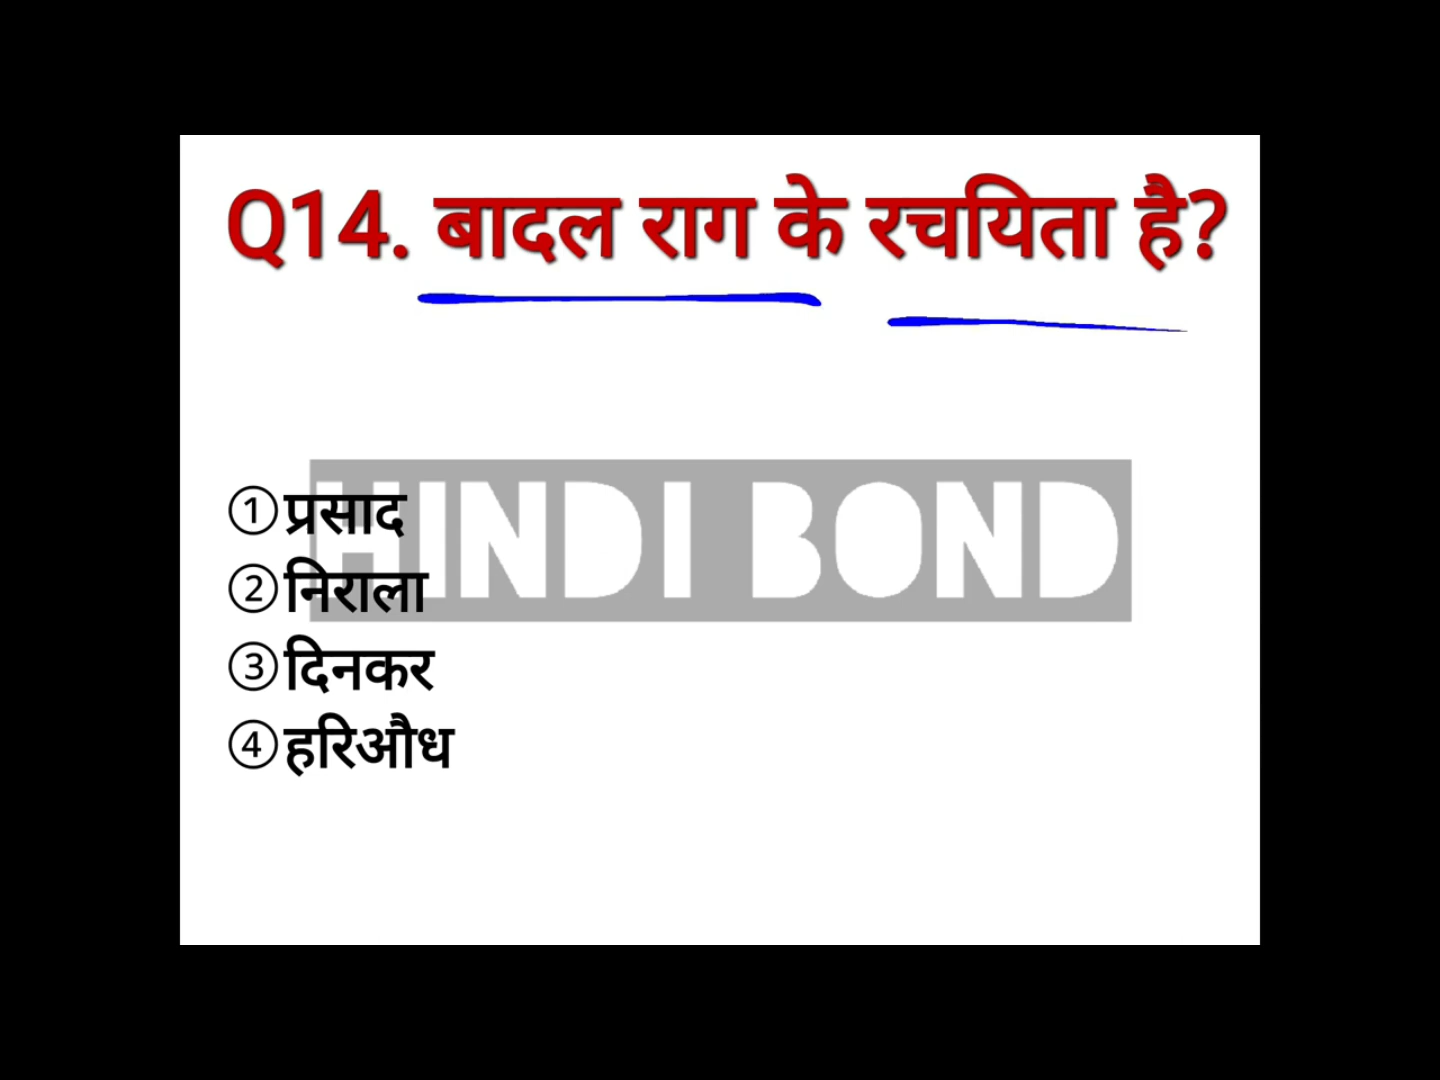 Q14. बादल राग के रचयिता है?
HINDI BOND
①प्रसाद
②निराला
③दिनकर
④हरिऔध